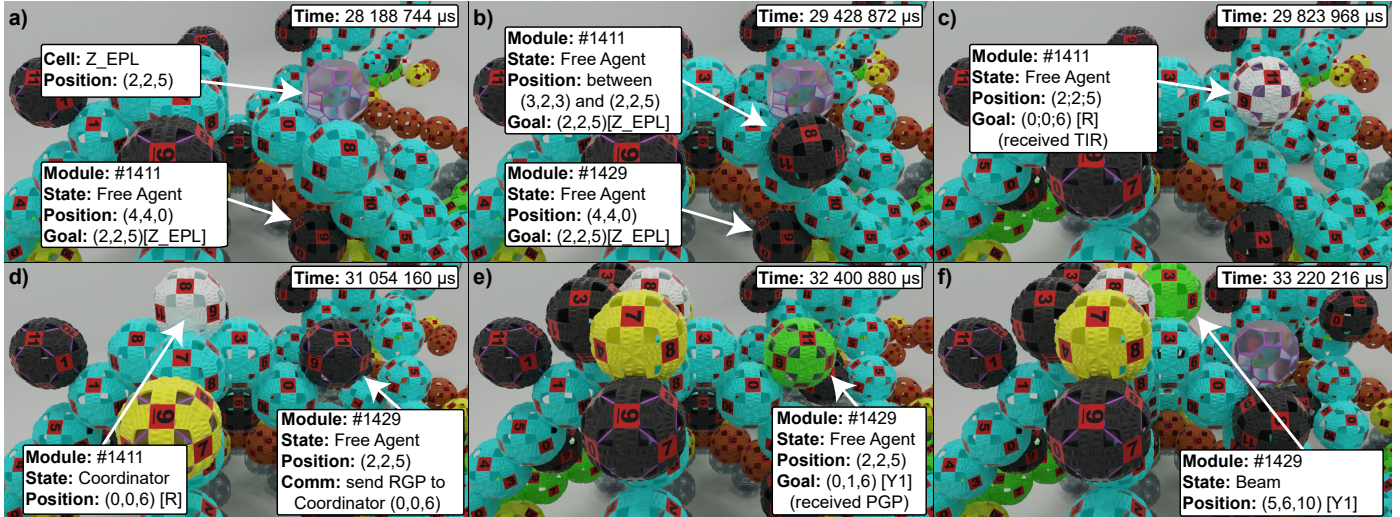 a)
Time: 28 188 744 µs
Cell: Z_EPL
Position: (2,2,5)
Module: #1411
State: Free Agent
Position: (4,4,0)
Goal: (2,2,5)[Z_EPL]
b)
Time: 29 428 872 µs
Module: #1411
State: Free Agent
Position: between
(3,2,3) and (2,2,5)
Goal: (2,2,5)[Z_EPL]
Module: #1429
State: Free Agent
Position: (4,4,0)
Goal: (2,2,5)[Z_EPL]
c)
Time: 29 823 968 µs
Module: #1411
State: Free Agent
Position: (2;2;5)
Goal: (0;0;6) [R]
(received TIR)
d)
Time: 31 054 160 µs
Module: #1411
State: Coordinator
Position: (0,0,6) [R]
Module: #1429
State: Free Agent
Position: (2,2,5)
Comm: send RGP to
Coordinator (0,0,6)
e)
Time: 32 400 880 µs
Module: #1429
State: Free Agent
Position: (2,2,5)
Goal: (0,1,6) [Y1]
(received PGP)
f)
Time: 33 220 216 µs
Module: #1429
State: Beam
Position: (5,6,10) [Y1]